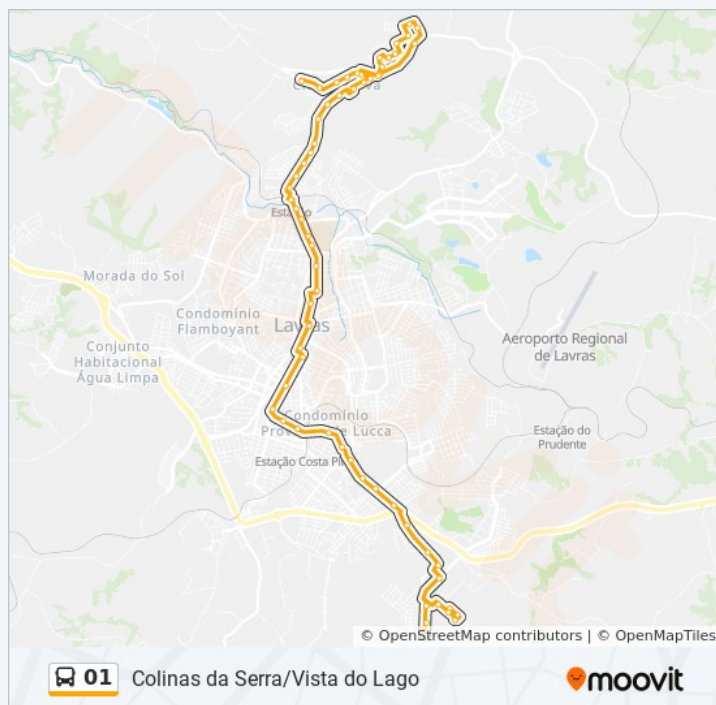 Estação
Morada do Sol
Condomínio
Flamboyant
Lavras
Conjunto
Habitacional
Água Limpa
Aeroporto Regional
de Lavras
Condomínio
de Lucca
Estação do
Prudente
Estação Costa
© OpenStreetMap contributors | © OpenMapTiles
01 Colinas da Serra/Vista do Lago
moovit